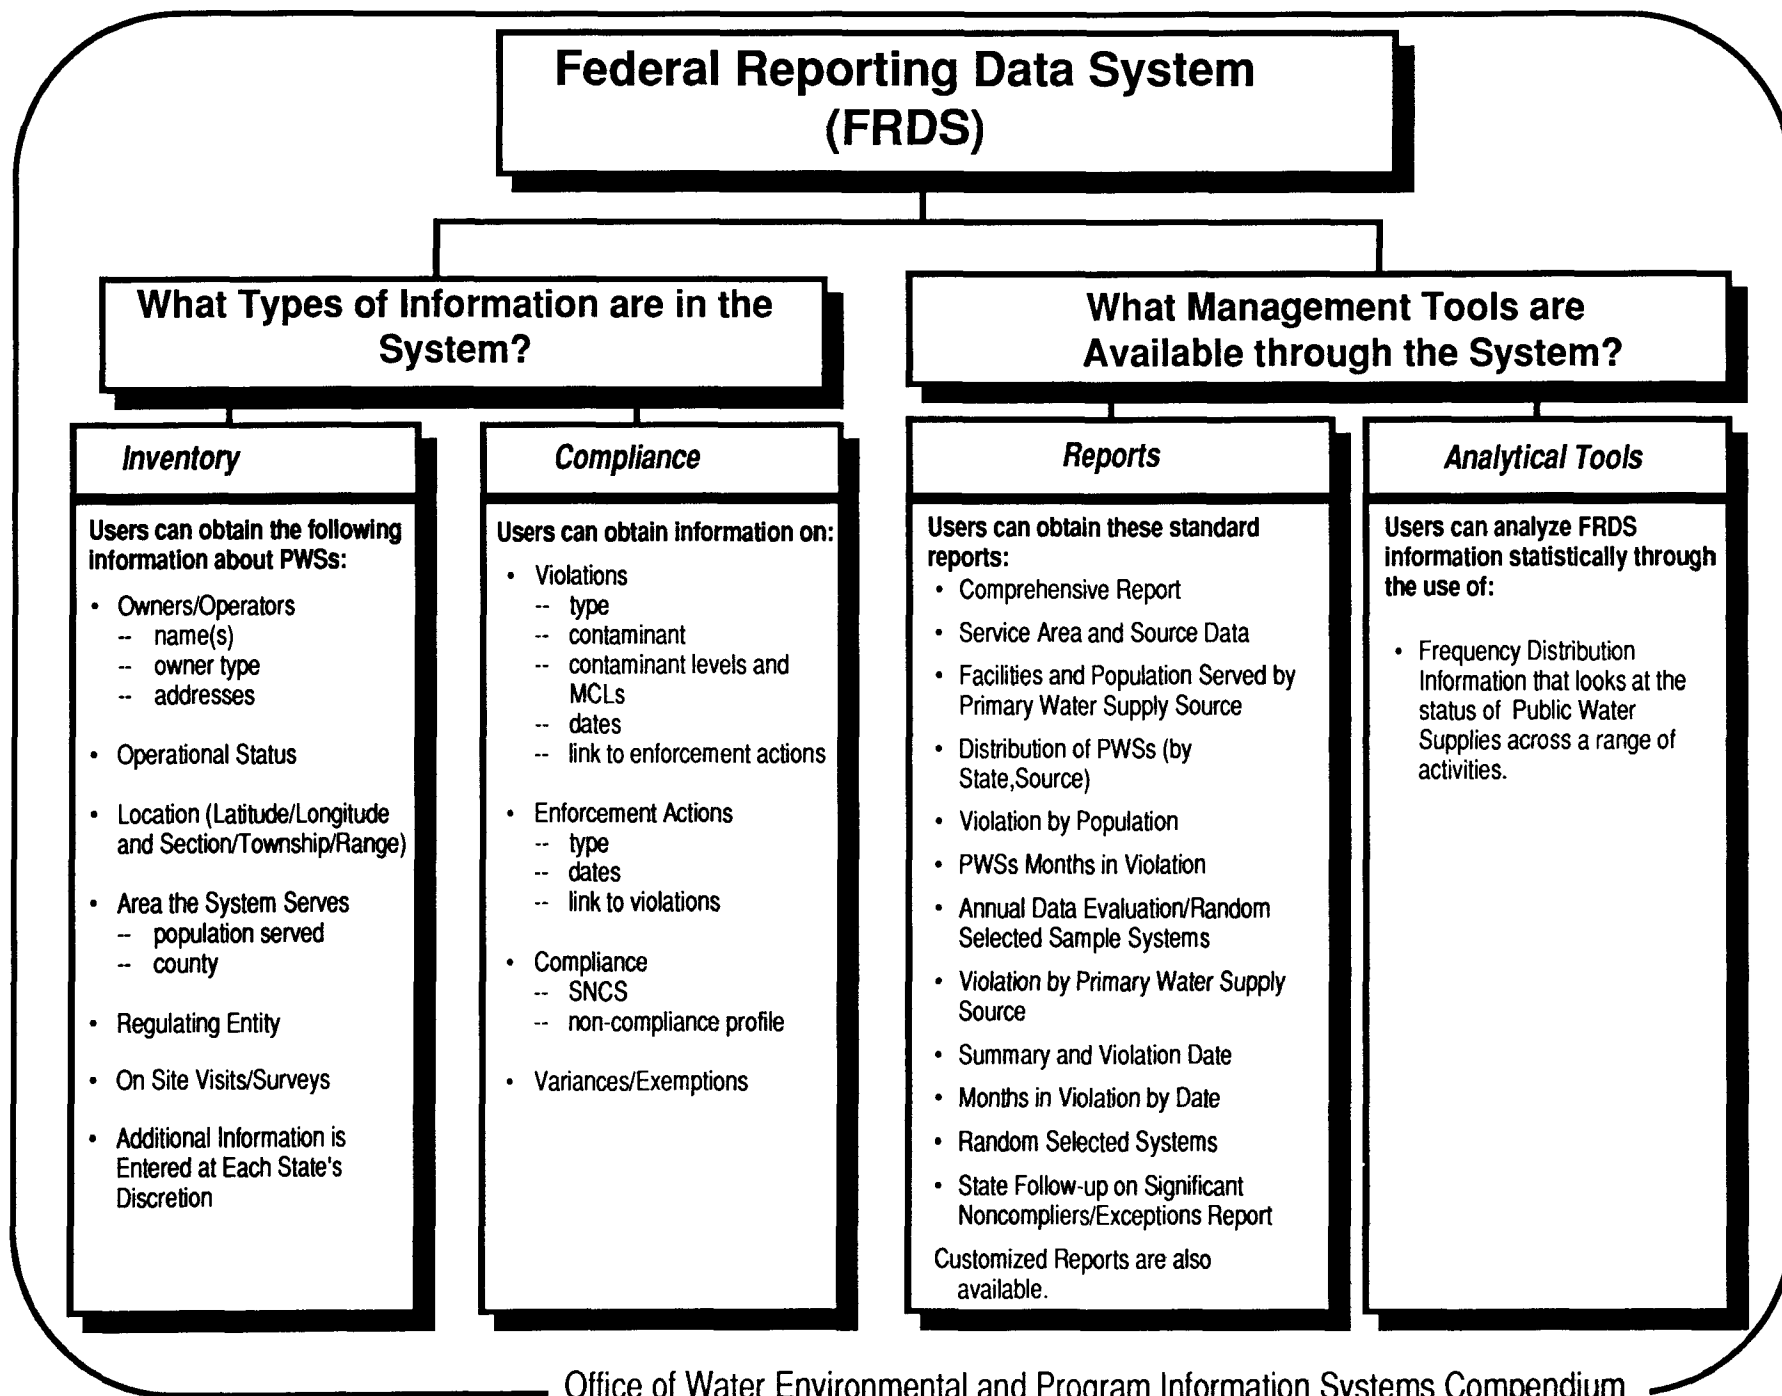 Federal Reporting Data System
(FRDS)
What Types of Information are in the
System?
What Management Tools are
Available through the System?
Inventory
Users can obtain the following
information about PWSs:
• Owners/Operators
-- name(s)
-- owner type
-- addresses
• Operational Status
• Location (Latitude/Longitude
and Section/Township/Range)
• Area the System Serves
-- population served
-- county
• Regulating Entity
• On Site Visits/Surveys
• Additional Information is
Entered at Each State's
Discretion
Compliance
Users can obtain information on:
• Violations
-- type
-- contaminant
-- contaminant levels and
MCLs
-- dates
-- link to enforcement actions
• Enforcement Actions
-- type
-- dates
-- link to violations
• Compliance
-- SNCS
-- non-compliance profile
• Variances/Exemptions
Reports
Users can obtain these standard
reports:
• Comprehensive Report
• Service Area and Source Data
• Facilities and Population Served by
Primary Water Supply Source
• Distribution of PWSs (by
State,Source)
• Violation by Population
• PWSs Months in Violation
• Annual Data Evaluation/Random
Selected Sample Systems
• Violation by Primary Water Supply
Source
• Summary and Violation Date
• Months in Violation by Date
• Random Selected Systems
• State Follow-up on Significant
Noncompliers/Exceptions Report
Customized Reports are also
available.
Analytical Tools
Users can analyze FRDS
information statistically through
the use of:
• Frequency Distribution
Information that looks at the
status of Public Water
Supplies across a range of
activities.
Office of Water Environmental and Program Information Systems Compendium